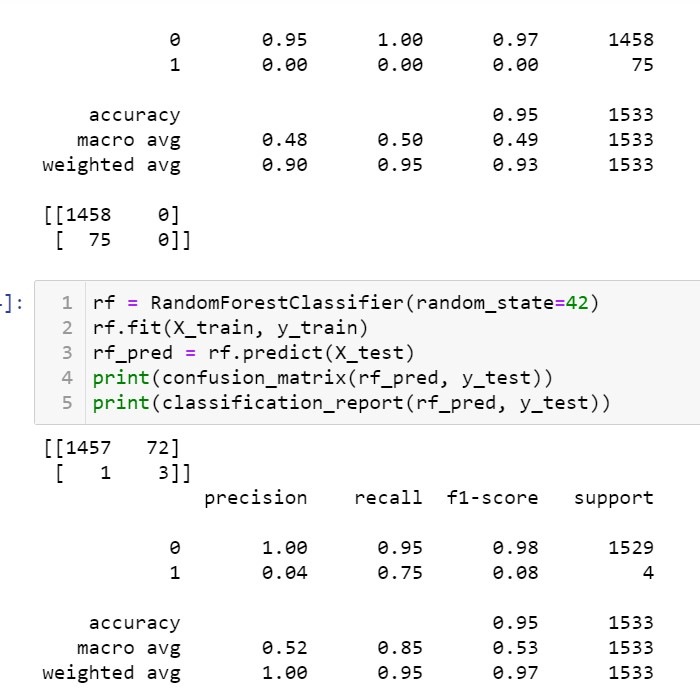 0 0.95 1.00 0.97 1458
1 0.00 0.00 0.00 75
accuracy 0.95 1533
macro avg 0.48 0.50 0.49 1533
weighted avg 0.90 0.95 0.93 1533
[[1458 0]
[ 75 0]]
]:
1 rf = RandomForestClassifier(random_state=42)
2 rf.fit(X_train, y_train)
3 rf_pred = rf.predict(X_test)
4 print(confusion_matrix(rf_pred, y_test))
5 print(classification_report(rf_pred, y_test))
[[1457 72]
[ 1 3]]
precision recall f1-score support
0 1.00 0.95 0.98 1529
1 0.04 0.75 0.08 4
accuracy 0.95 1533
macro avg 0.52 0.85 0.53 1533
weighted avg 1.00 0.95 0.97 1533